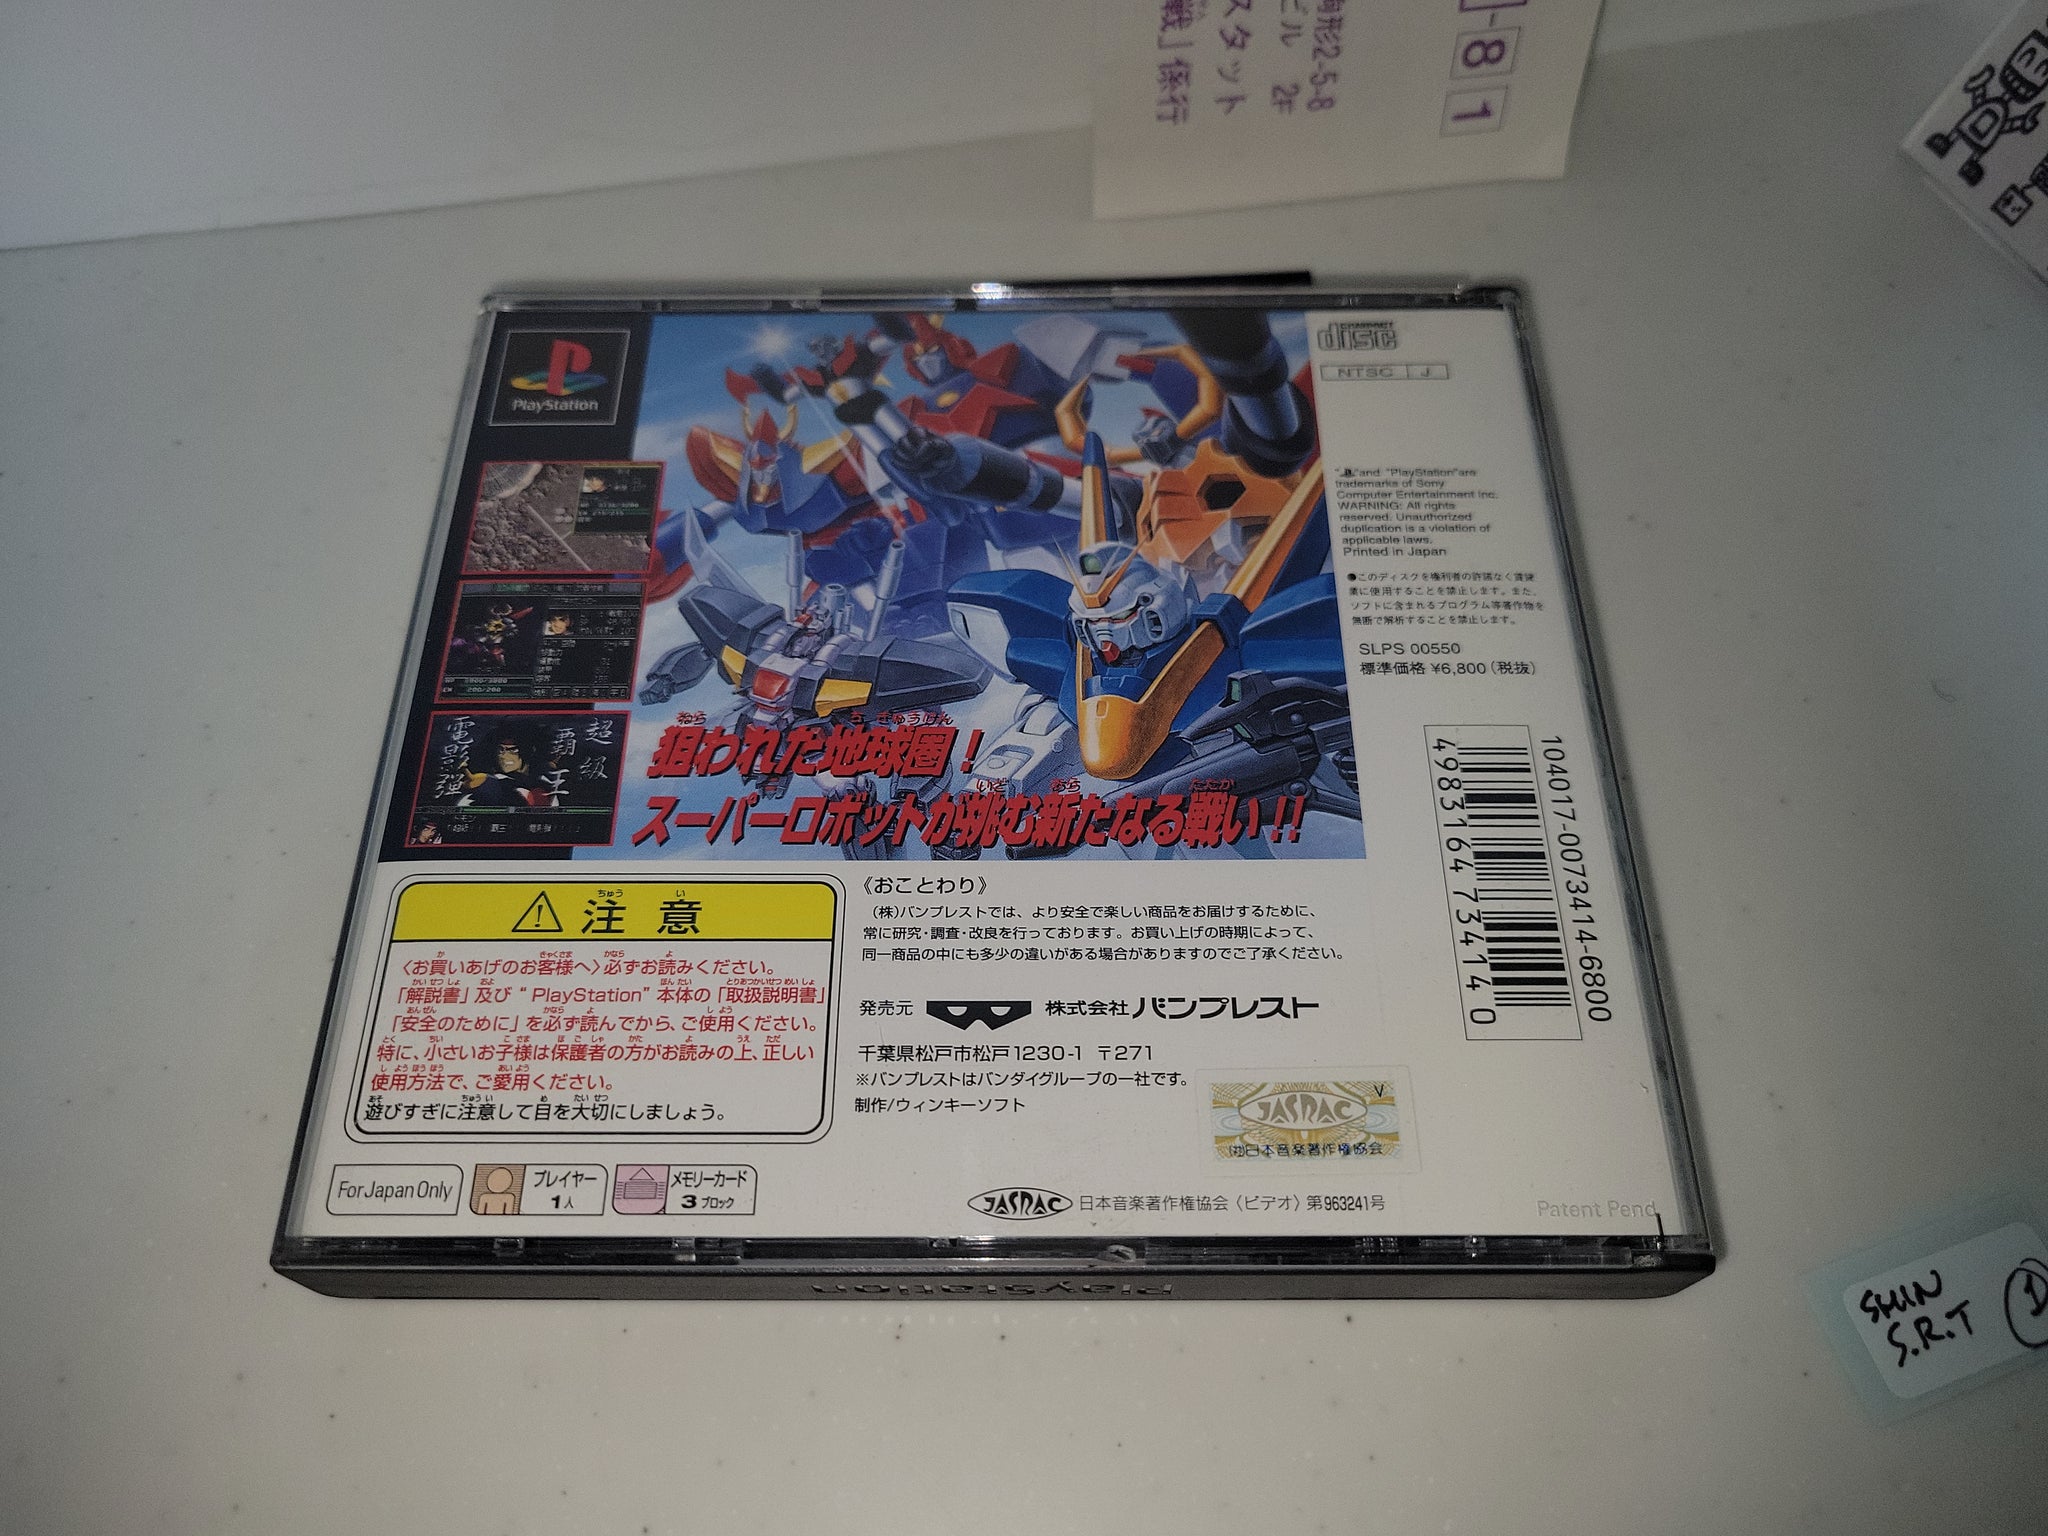 向形2-5-8
ビル 2F
スタット
戦」係行
-81
COMPACT
disc
NTSC J
PlayStation
"PS" and "PlayStation" are
trademarks of Sony
Computer Entertainment Inc.
WARNING: All rights
reserved. Unauthorized
duplication is a violation of
applicable laws.
Printed in Japan
●このディスクを権利者の許諾なく賃貸
業に使用することを禁止します。また、
ソフトに含まれるプログラム等著作物を
無断で解析することを禁止します。
SLPS 00550
標準価格 ¥6,800(税抜)
超級
覇王
電影弾
狙われた地球圏!
スーパーロボットが挑む新たなる戦い!!
104017-0073414-6800
4983164734140
注意
〈お買いあげのお客様へ〉必ずお読みください。
「解説書」及び“PlayStation”本体の「取扱説明書」
「安全のために」を必ず読んでから、ご使用ください。
特に、小さいお子様は保護者の方がお読みの上、正しい
使用方法で、ご愛用ください。
遊びすぎに注意して目を大切にしましょう。
《おことわり》
(株)バンプレストでは、より安全で楽しい商品をお届けするために、
常に研究・調査・改良を行っております。お買い上げの時期によって、
同一商品の中にも多少の違いがある場合がありますのでご了承ください。
発売元 株式会社バンプレスト
千葉県松戸市松戸1230-1 〒271
※バンプレストはバンダイグループの一社です。
制作/ウィンキーソフト
JASRAC V
(社)日本音楽著作権協会
For Japan Only
プレイヤー
1人
メモリーカード
3ブロック
JASRAC 日本音楽著作権協会〈ビデオ〉第963241号
Patent Pend
PlayStation
SHIN
S.R.T
D